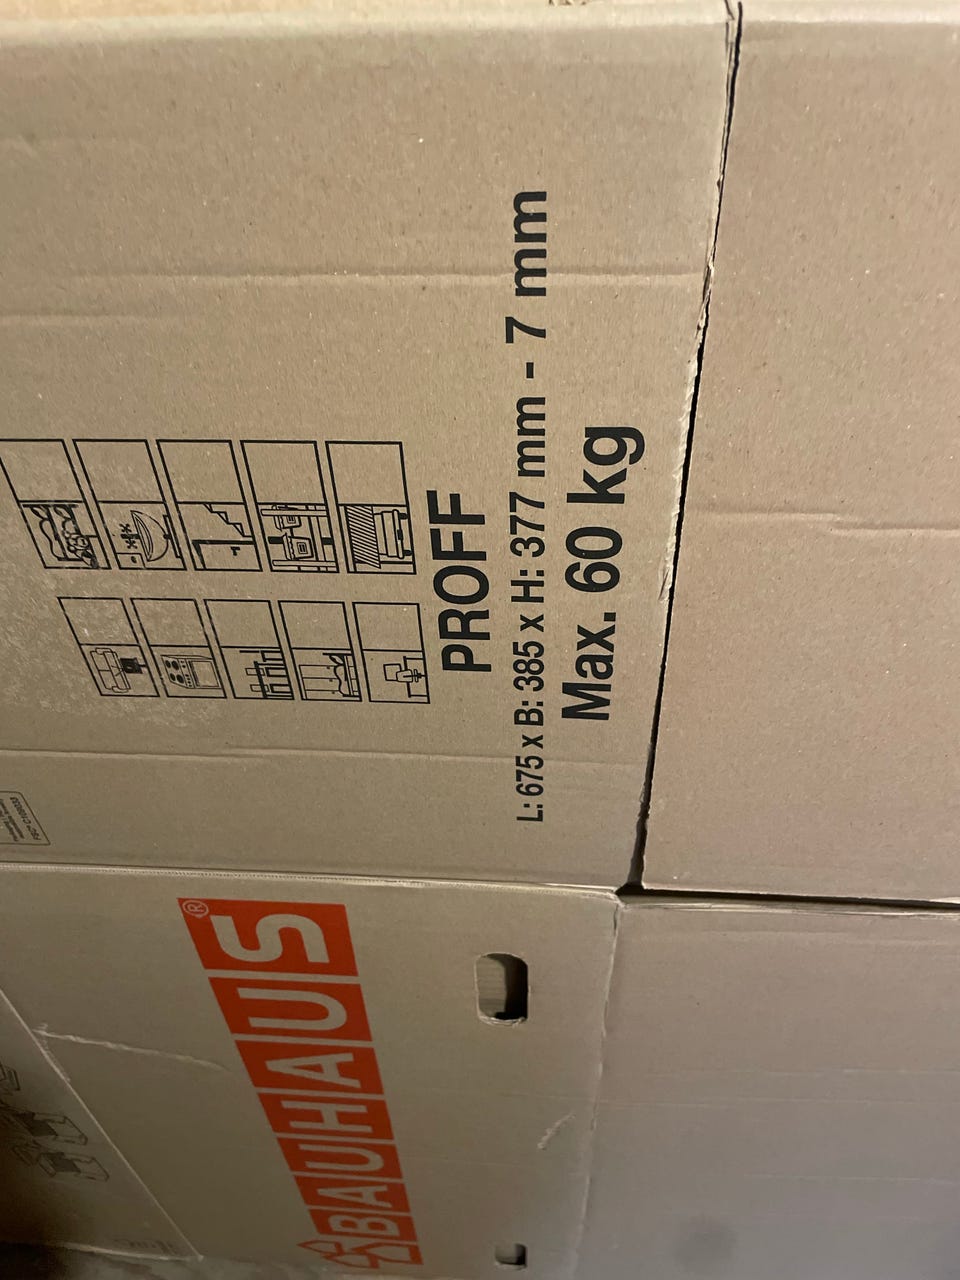 PROFF
L: 675 x B: 385 x H: 377 mm - 7 mm
Max. 60 kg
BAUHAUS®